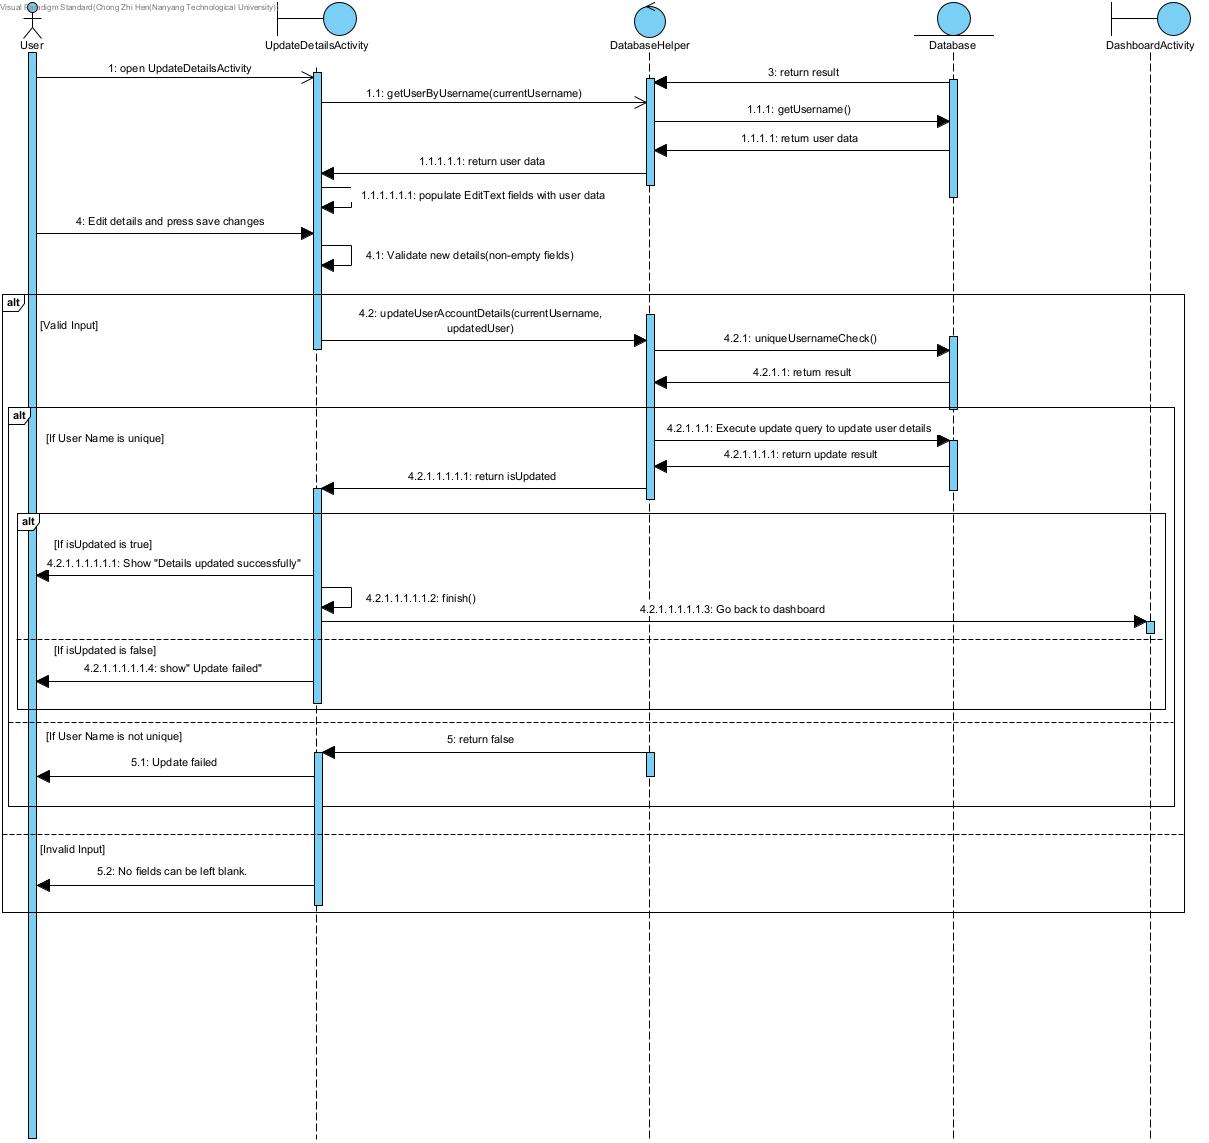 Visual Paradigm Standard(Chong Zhi Hen(Nanyang Technological University))
User
UpdateDetailsActivity
DatabaseHelper
Database
DashboardActivity
1: open UpdateDetailsActivity
3: return result
1.1: getUserByUsername(currentUsername)
1.1.1: getUsername()
1.1.1.1: return user data
1.1.1.1.1: return user data
1.1.1.1.1.1: populate EditText fields with user data
4: Edit details and press save changes
4.1: Validate new details(non-empty fields)
alt
[Valid Input]
4.2: updateUserAccountDetails(currentUsername,
updatedUser)
4.2.1: uniqueUsernameCheck()
4.2.1.1: return result
alt
[If User Name is unique]
4.2.1.1.1: Execute update query to update user details
4.2.1.1.1.1: return update result
4.2.1.1.1.1.1: return isUpdated
alt
[If isUpdated is true]
4.2.1.1.1.1.1.1: Show "Details updated successfully"
4.2.1.1.1.1.1.2: finish()
4.2.1.1.1.1.1.3: Go back to dashboard
[If isUpdated is false]
4.2.1.1.1.1.1.4: show" Update failed"
[If User Name is not unique]
5: return false
5.1: Update failed
[Invalid Input]
5.2: No fields can be left blank.